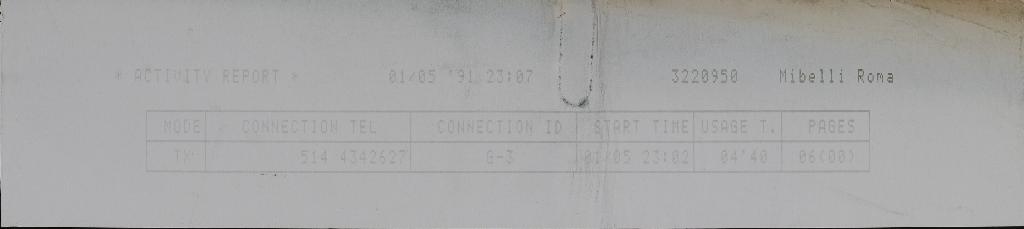 * ACTIVITY REPORT * 01/05 '91 23:07 3220950 Mibelli Roma
MODE CONNECTION TEL CONNECTION ID START TIME USAGE T. PAGES
TX 514 4342627 G-3 01/05 23:02 04'40 06(00)